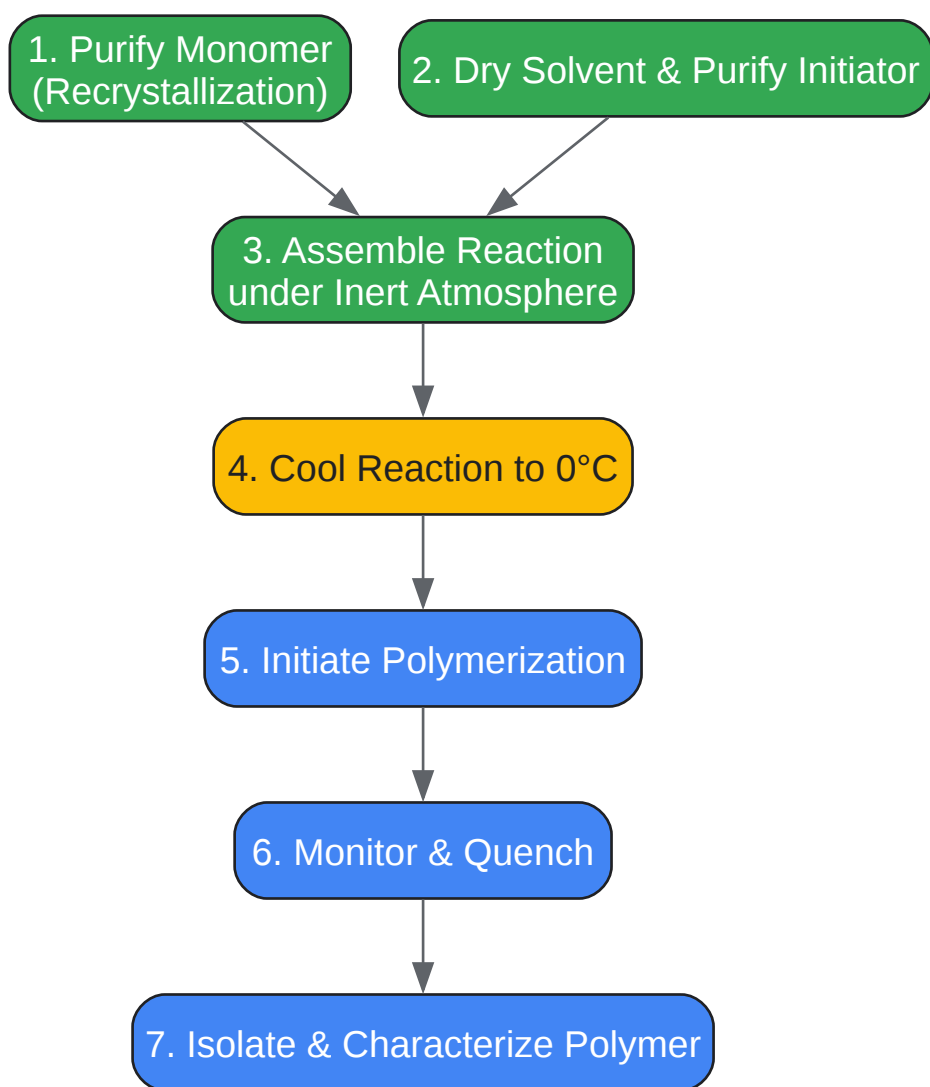 1. Purify Monomer
(Recrystallization)
2. Dry Solvent & Purify Initiator
3. Assemble Reaction
under Inert Atmosphere
4. Cool Reaction to 0°C
5. Initiate Polymerization
6. Monitor & Quench
7. Isolate & Characterize Polymer